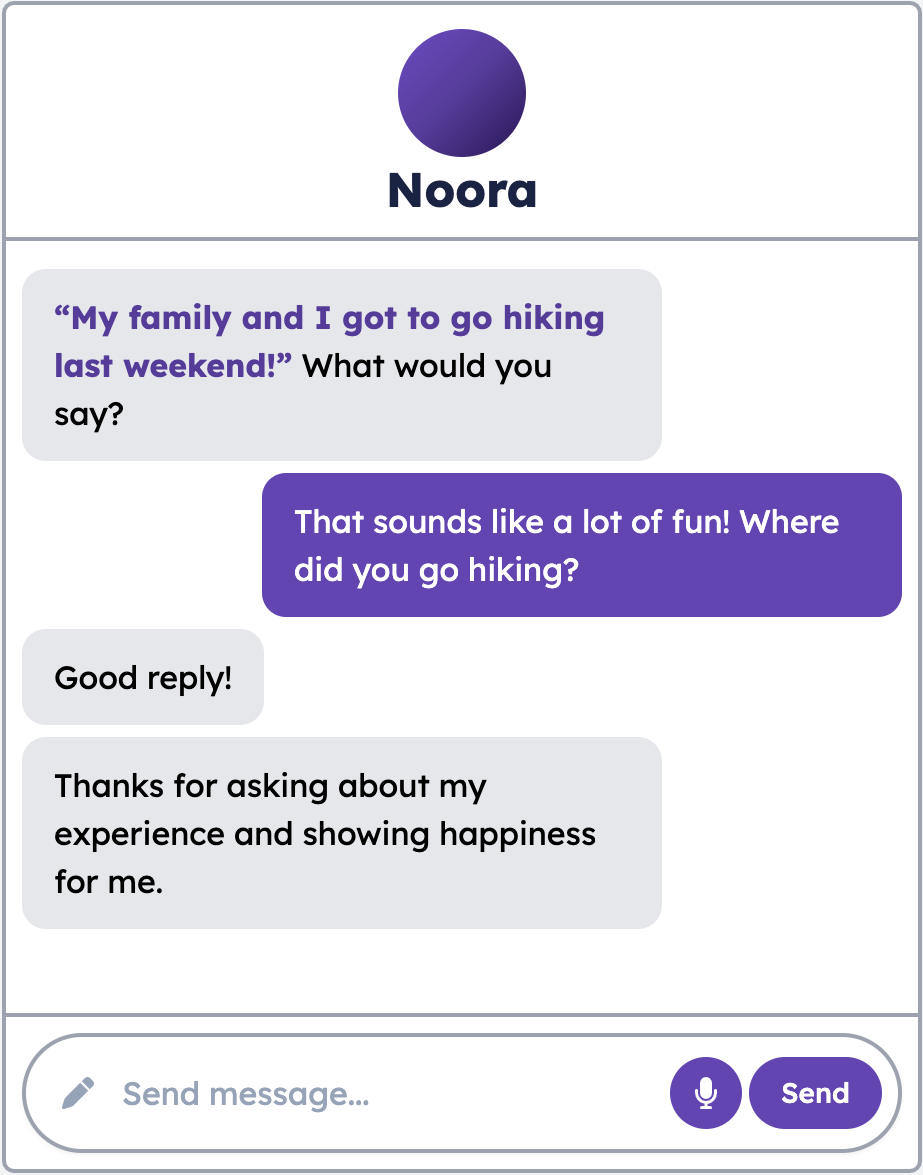 Noora
“My family and I got to go hiking
last weekend!” What would you
say?
That sounds like a lot of fun! Where
did you go hiking?
Good reply!
Thanks for asking about my
experience and showing happiness
for me.
Send message...
Send